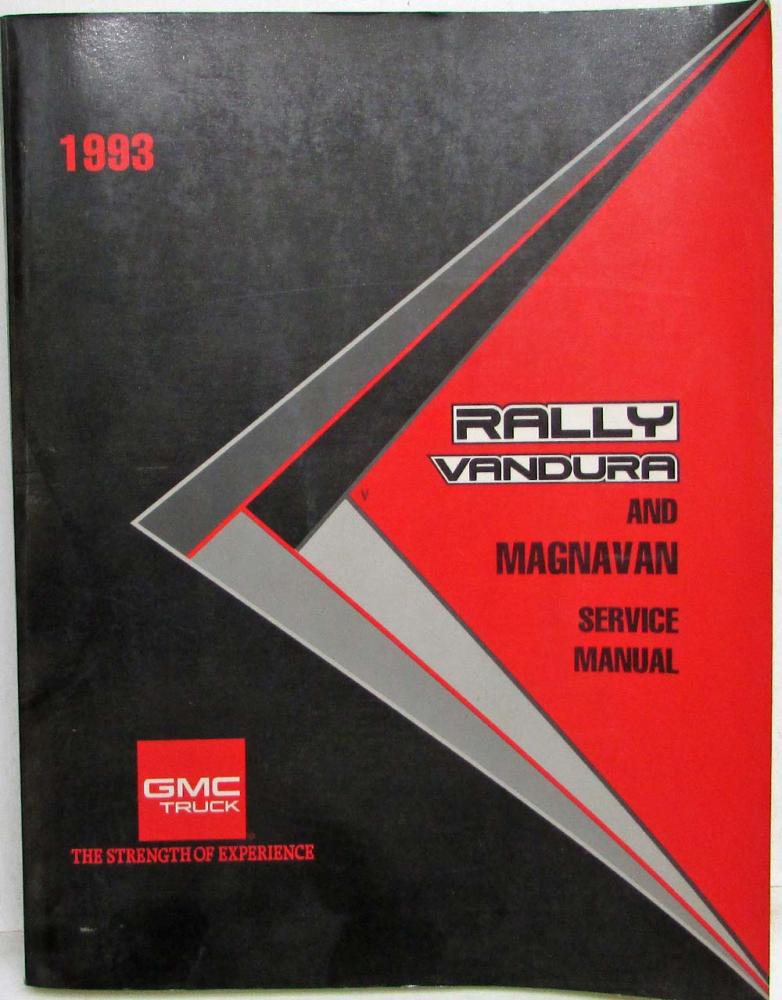 1993
RALLY
VANDURA
AND
MAGNAVAN
SERVICE
MANUAL
GMC
TRUCK
THE STRENGTH OF EXPERIENCE